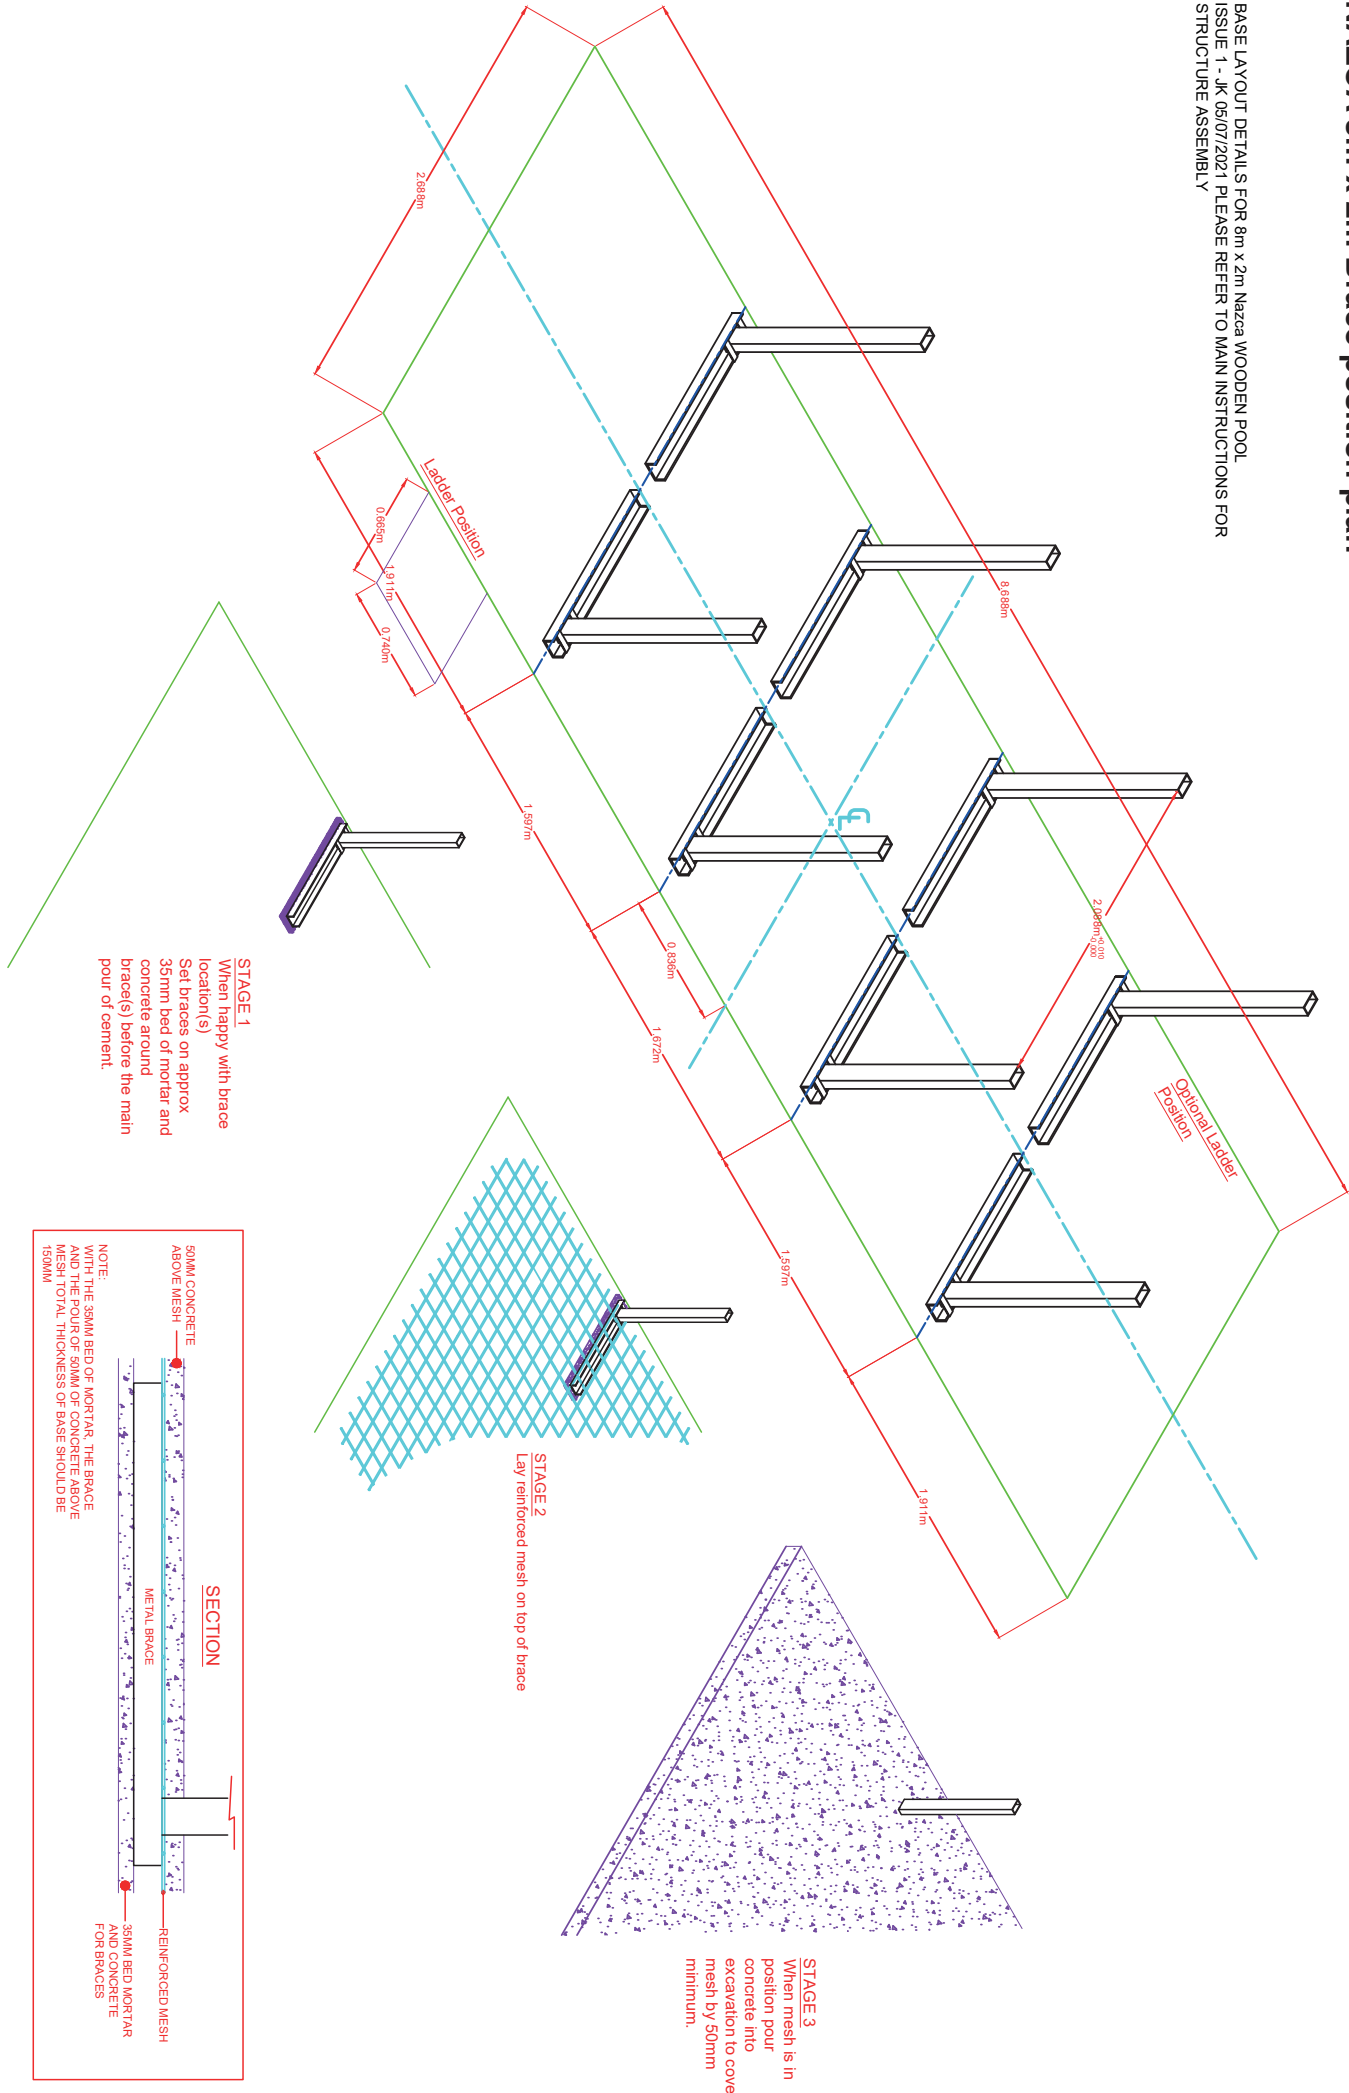 BASE LAYOUT DETAILS FOR 8m x 2m Nazca WOODEN POOL
ISSUE 1 - JK 05/07/2021 PLEASE REFER TO MAIN INSTRUCTIONS FOR
STRUCTURE ASSEMBLY
8.688m
2.688m
2.088m +0.010
-0.000
Optional Ladder
Position
Ladder Position
0.665m
0.740m
1.911m
1.597m
0.836m
1.672m
1.597m
1.911m
STAGE 1
When happy with brace
location(s)
Set braces on approx
35mm bed of mortar and
concrete around
brace(s) before the main
pour of cement.
STAGE 2
Lay reinforced mesh on top of brace
STAGE 3
When mesh is in
position pour
concrete into
excavation to cove
mesh by 50mm
minimum.
SECTION
50MM CONCRETE
ABOVE MESH
METAL BRACE
REINFORCED MESH
35MM BED MORTAR
AND CONCRETE
FOR BRACES
NOTE:
WITH THE 35MM BED OF MORTAR, THE BRACE
AND THE POUR OF 50MM OF CONCRETE ABOVE
MESH TOTAL THICKNESS OF BASE SHOULD BE
150MM